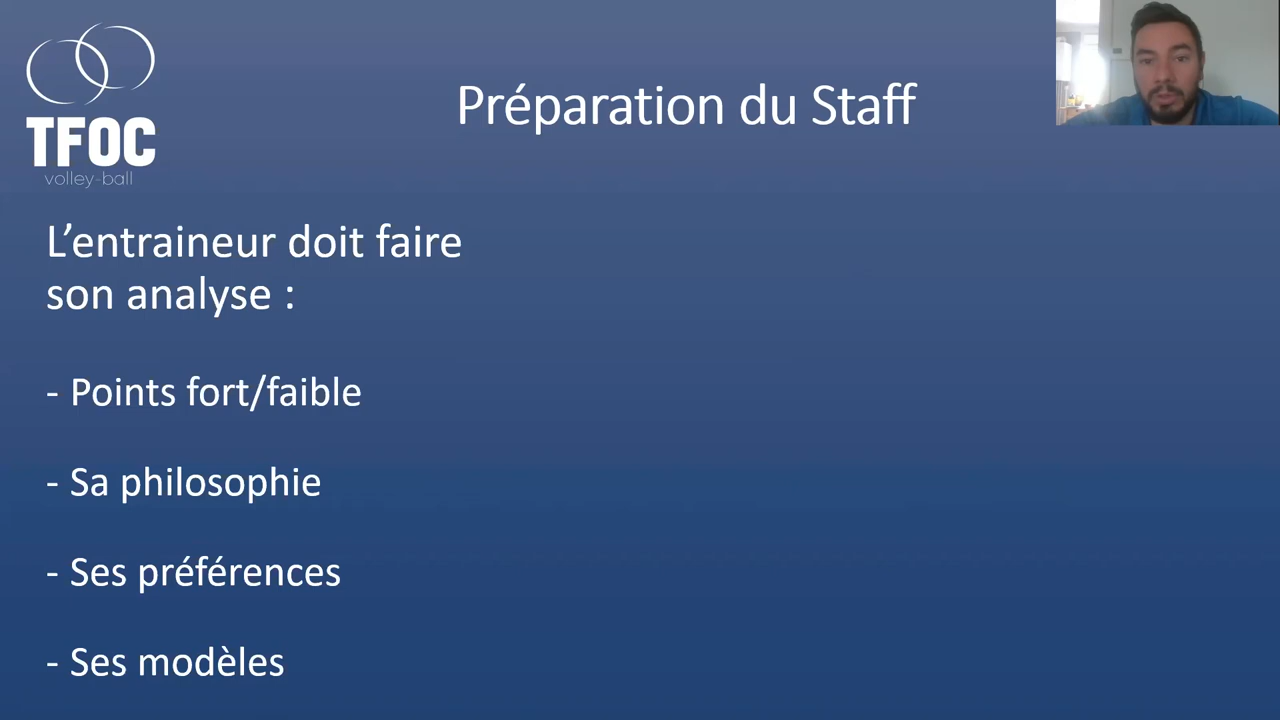 TFOC
volley-ball
Préparation du Staff
L’entraineur doit faire
son analyse :
- Points fort/faible
- Sa philosophie
- Ses préférences
- Ses modèles